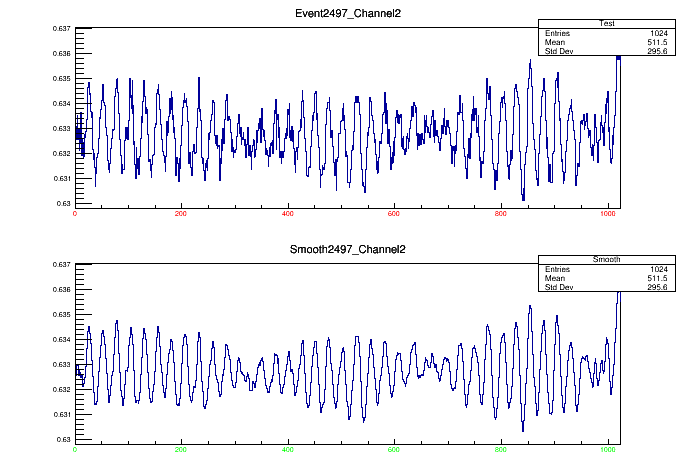 Event2497_Channel2
Test
Entries 1024
Mean 511.5
Std Dev 295.6
0.637
0.636
0.635
0.634
0.633
0.632
0.631
0.63
0 200 400 600 800 1000
Smooth2497_Channel2
Smooth
Entries 1024
Mean 511.5
Std Dev 295.6
0.637
0.636
0.635
0.634
0.633
0.632
0.631
0.63
0 200 400 600 800 1000